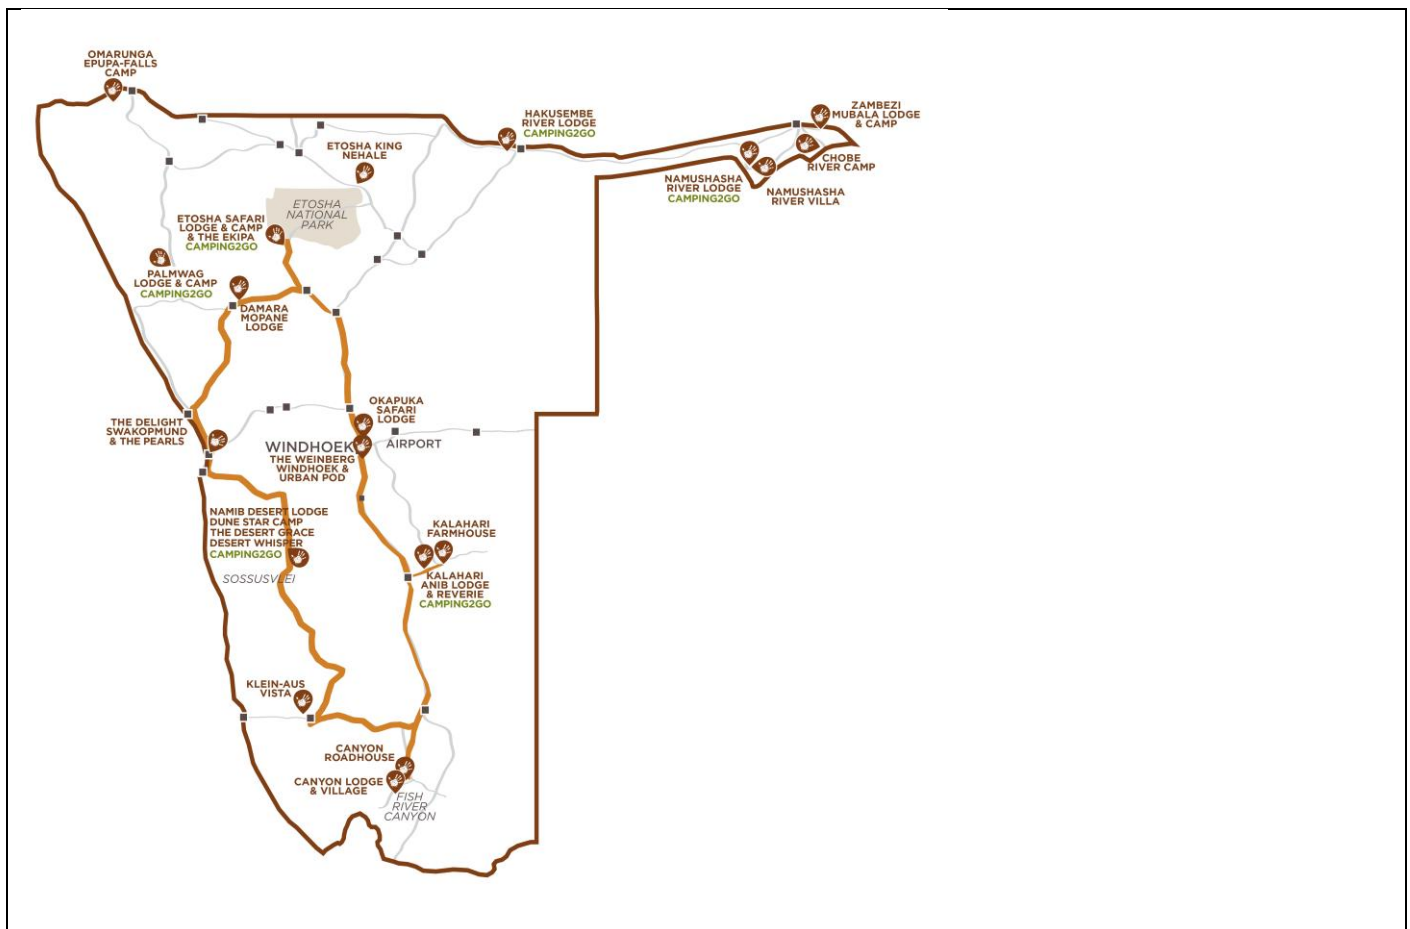 OMARUNGA
EPUPA-FALLS
CAMP
HAKUSEMBE
RIVER LODGE
CAMPING2GO
ZAMBEZI
MUBALA LODGE
& CAMP
ETOSHA KING
NEHALE
CHOBE
RIVER CAMP
NAMUSHASHA
RIVER LODGE
CAMPING2GO
NAMUSHASHA
RIVER VILLA
ETOSHA
NATIONAL
PARK
ETOSHA SAFARI
LODGE & CAMP
& THE EKIPA
CAMPING2GO
PALMWAG
LODGE & CAMP
CAMPING2GO
DAMARA
MOPANE
LODGE
OKAPUKA
SAFARI
LODGE
THE DELIGHT
SWAKOPMUND
& THE PEARLS
WINDHOEK
AIRPORT
THE WEINBERG
WINDHOEK &
URBAN POD
NAMIB DESERT LODGE
DUNE STAR CAMP
THE DESERT GRACE
DESERT WHISPER
CAMPING2GO
SOSSUSVLEI
KALAHARI
FARMHOUSE
KALAHARI
ANIB LODGE
& REVERIE
CAMPING2GO
KLEIN-AUS
VISTA
CANYON
ROADHOUSE
CANYON LODGE
& VILLAGE
FISH
RIVER
CANYON